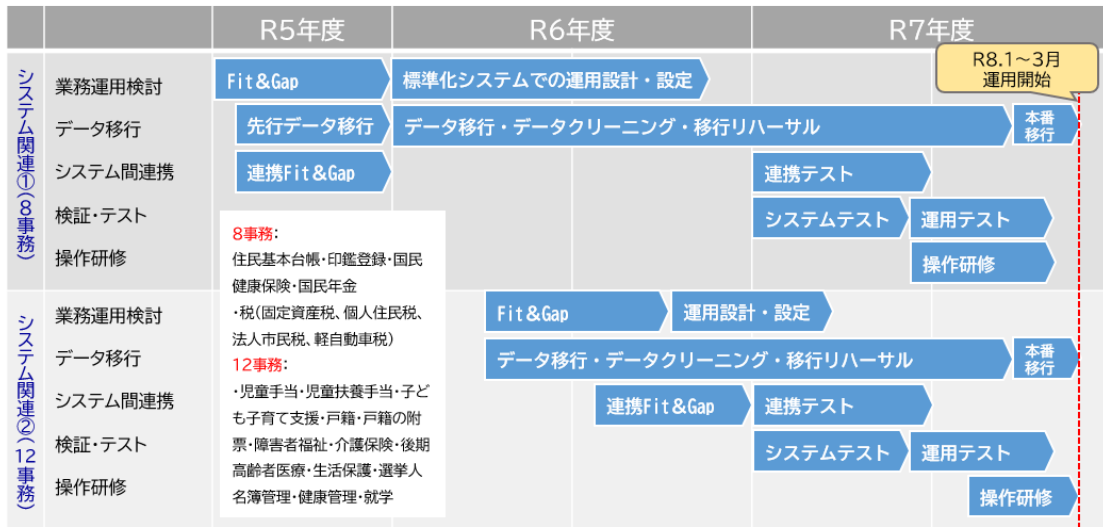 R5年度
R6年度
R7年度
R8.1～3月
運用開始
システム関連①(8事務)
業務運用検討
Fit&Gap
標準化システムでの運用設計・設定
データ移行
先行データ移行
データ移行・データクリーニング・移行リハーサル
本番
移行
システム間連携
連携Fit&Gap
連携テスト
検証・テスト
システムテスト
運用テスト
操作研修
操作研修
8事務:
住民基本台帳・印鑑登録・国民
健康保険・国民年金
・税(固定資産税、個人住民税、
法人市民税、軽自動車税)
12事務:
・児童手当・児童扶養手当・子ど
も子育て支援・戸籍・戸籍の附
票・障害者福祉・介護保険・後期
高齢者医療・生活保護・選挙人
名簿管理・健康管理・就学
システム関連②(12事務)
業務運用検討
Fit&Gap
運用設計・設定
データ移行
データ移行・データクリーニング・移行リハーサル
本番
移行
システム間連携
連携Fit&Gap
連携テスト
検証・テスト
システムテスト
運用テスト
操作研修
操作研修